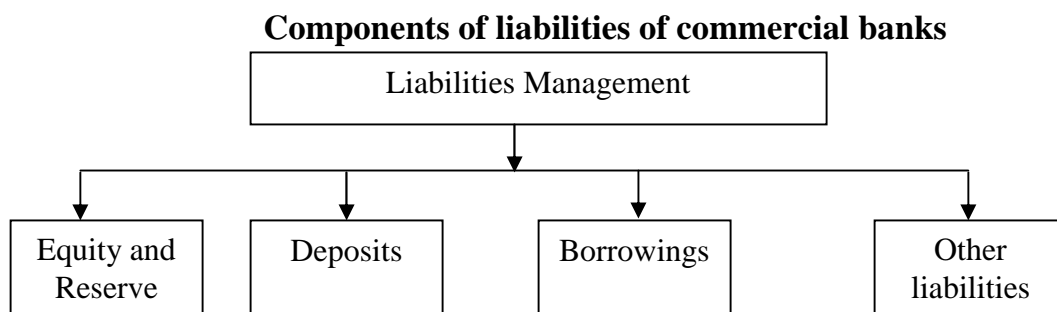 Components of liabilities of commercial banks
Liabilities Management
Equity and
Reserve
Deposits
Borrowings
Other
liabilities